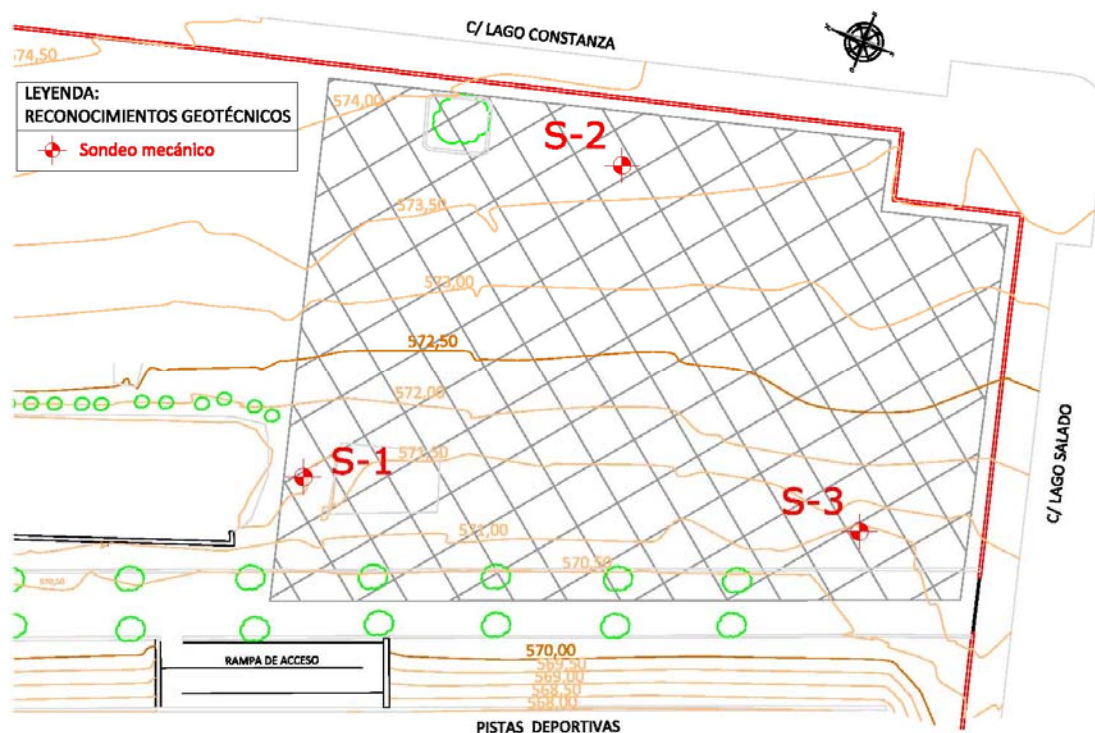 C/ LAGO CONSTANZA
574,50
LEYENDA:
RECONOCIMIENTOS GEOTÉCNICOS
Sondeo mecánico
574,00
S-2
573,50
573,00
572,50
572,00
571,50
S-1
S-3
C/ LAGO SALADO
571,00
570,50
570,50
570,00
569,50
569,00
568,50
568,00
RAMPA DE ACCESO
PISTAS DEPORTIVAS